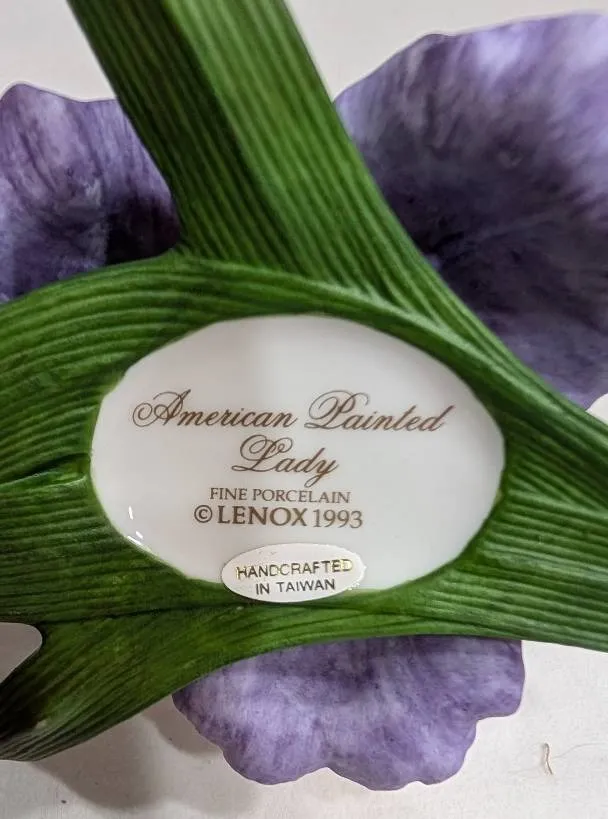 American Painted
Lady
FINE PORCELAIN
© LENOX 1993
HANDCRAFTED
IN TAIWAN